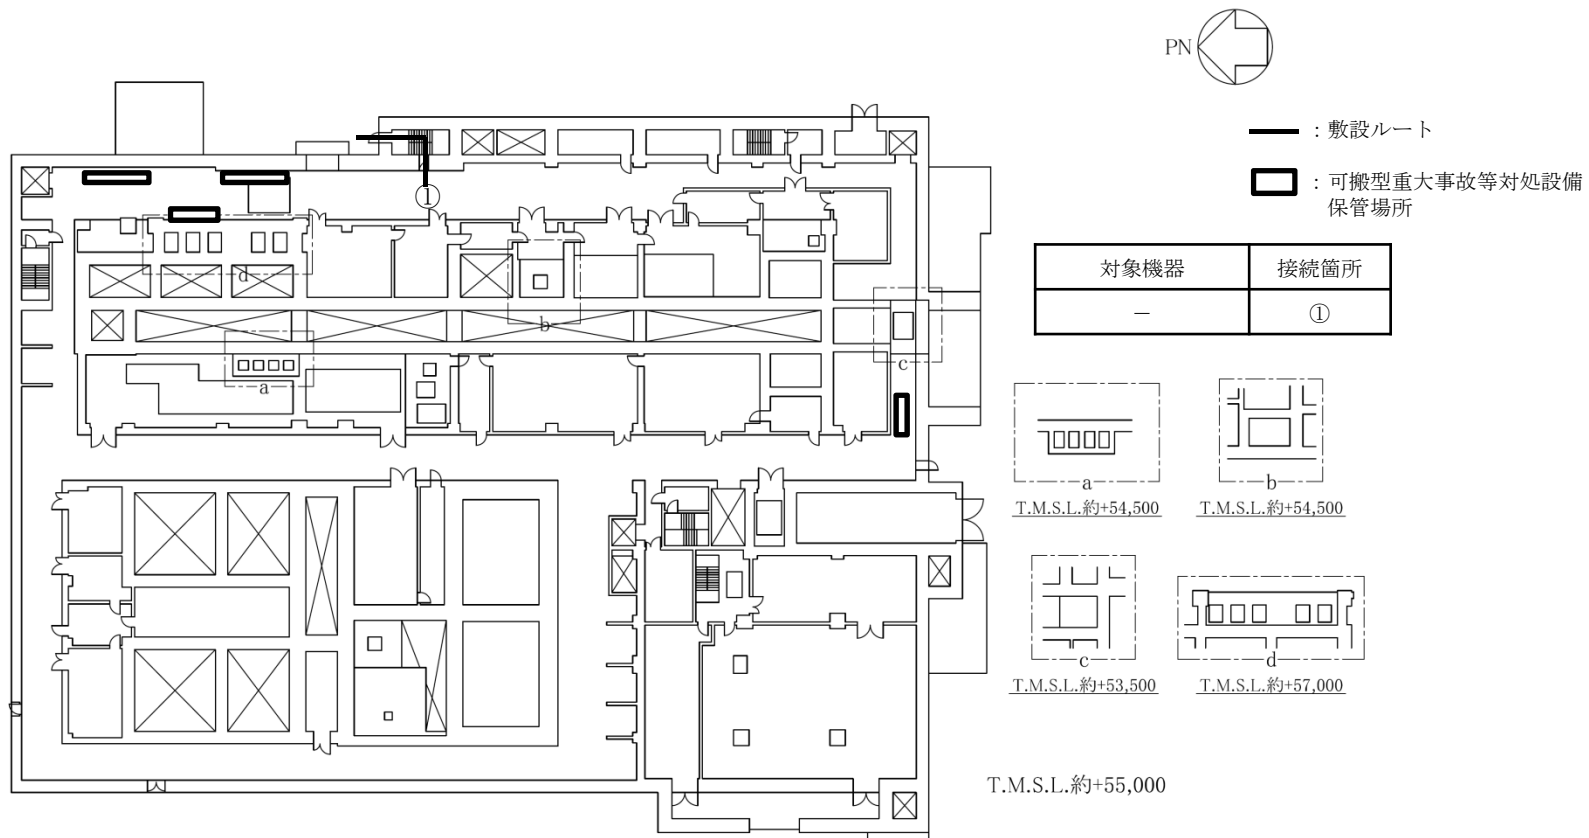 PN
：敷設ルート
：可搬型重大事故等対処設備
保管場所
対象機器 接続箇所
－ ①
①
d
b
c
a
a
T.M.S.L.約+54,500
b
T.M.S.L.約+54,500
c
T.M.S.L.約+53,500
d
T.M.S.L.約+57,000
T.M.S.L.約+55,000